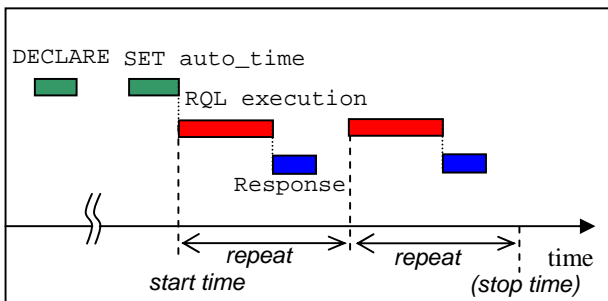 DECLARE SET auto_time
RQL execution
Response
repeat repeat time
start time (stop time)